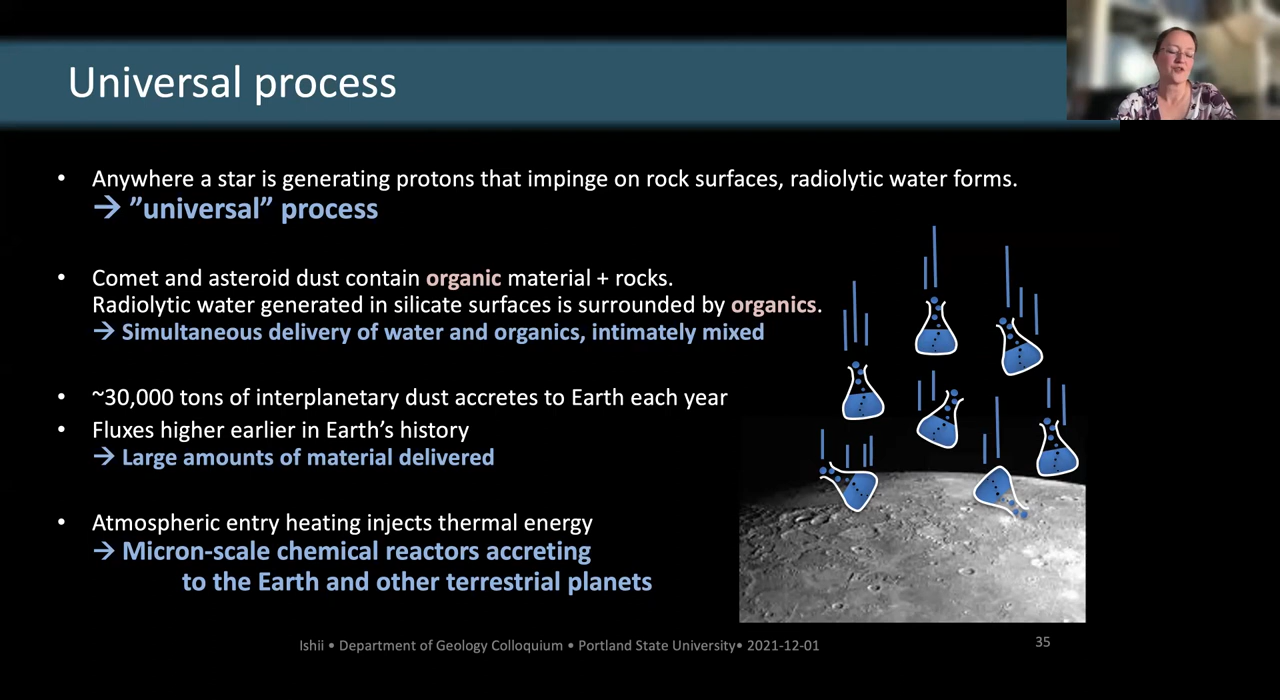 Universal process
• Anywhere a star is generating protons that impinge on rock surfaces, radiolytic water forms.
→ ”universal” process
• Comet and asteroid dust contain organic material + rocks.
Radiolytic water generated in silicate surfaces is surrounded by organics.
→ Simultaneous delivery of water and organics, intimately mixed
• ~30,000 tons of interplanetary dust accretes to Earth each year
• Fluxes higher earlier in Earth’s history
→ Large amounts of material delivered
• Atmospheric entry heating injects thermal energy
→ Micron-scale chemical reactors accreting
to the Earth and other terrestrial planets
Ishii • Department of Geology Colloquium • Portland State University• 2021-12-01
35